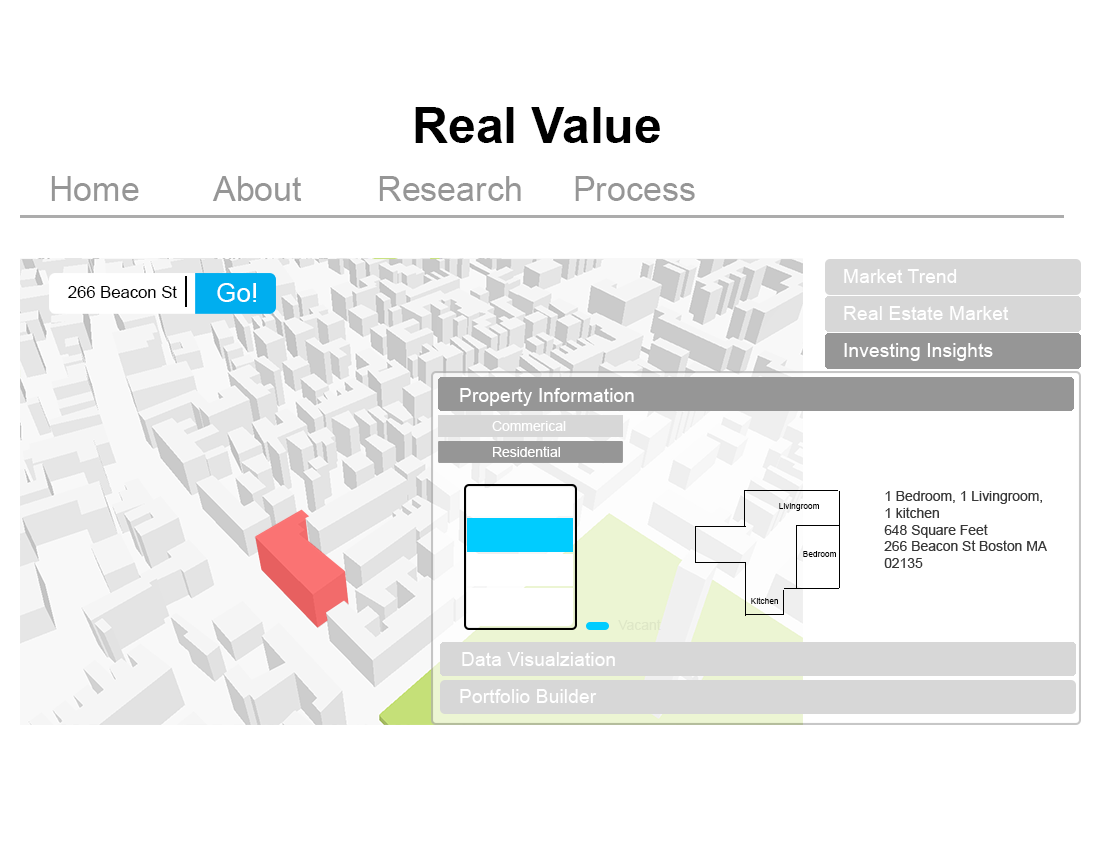 Real Value
Home About Research Process
266 Beacon St Go!
Market Trend
Real Estate Market
Investing Insights
Property Information
Commerical
Residential
Livingroom
Bedroom
Kitchen
1 Bedroom, 1 Livingroom,
1 kitchen
648 Square Feet
266 Beacon St Boston MA
02135
Vacant
Data Visualziation
Portfolio Builder